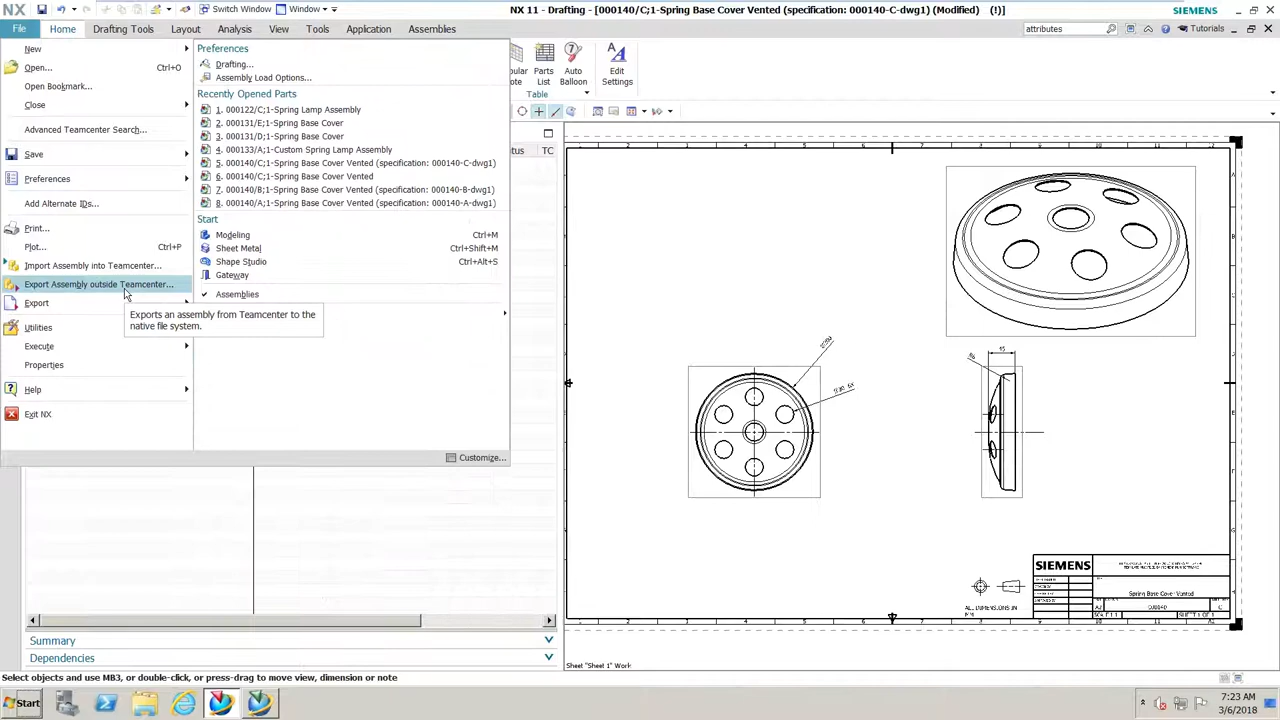 NX
Switch Window
Window
NX 11 - Drafting - [000140/C;1-Spring Base Cover Vented (specification: 000140-C-dwg1) (Modified) (!)]
SIEMENS
File
Home
Drafting Tools
Layout
Analysis
View
Tools
Application
Assemblies
attributes
Tutorials
New
Open...
Ctrl+O
Open Bookmark...
Close
Advanced Teamcenter Search...
Save
Preferences
Add Alternate IDs...
Print...
Plot...
Ctrl+P
Import Assembly into Teamcenter...
Export Assembly outside Teamcenter...
Export
Utilities
Execute
Properties
Help
Exit NX
Exports an assembly from Teamcenter to the
native file system.
Preferences
Drafting...
Assembly Load Options...
Recently Opened Parts
1. 000122/C;1-Spring Lamp Assembly
2. 000131/E;1-Spring Base Cover
3. 000131/D;1-Spring Base Cover
4. 000133/A;1-Custom Spring Lamp Assembly
5. 000140/C;1-Spring Base Cover Vented (specification: 000140-C-dwg1)
6. 000140/C;1-Spring Base Cover Vented
7. 000140/B;1-Spring Base Cover Vented (specification: 000140-B-dwg1)
8. 000140/A;1-Spring Base Cover Vented (specification: 000140-A-dwg1)
Start
Modeling
Ctrl+M
Sheet Metal
Ctrl+Shift+M
Shape Studio
Ctrl+Alt+S
Gateway
Assemblies
Customize...
Parts
List
Auto
Balloon
Edit
Settings
Table
TC
SIEMENS
Spring Base Cover Vented
000140
C
SHEET 1 OF 1
ALL DIMENSIONS IN
MM
Summary
Dependencies
Sheet "Sheet 1" Work
Select objects and use MB3, or double-click, or press-drag to move view, dimension or note
Start
7:23 AM
3/6/2018